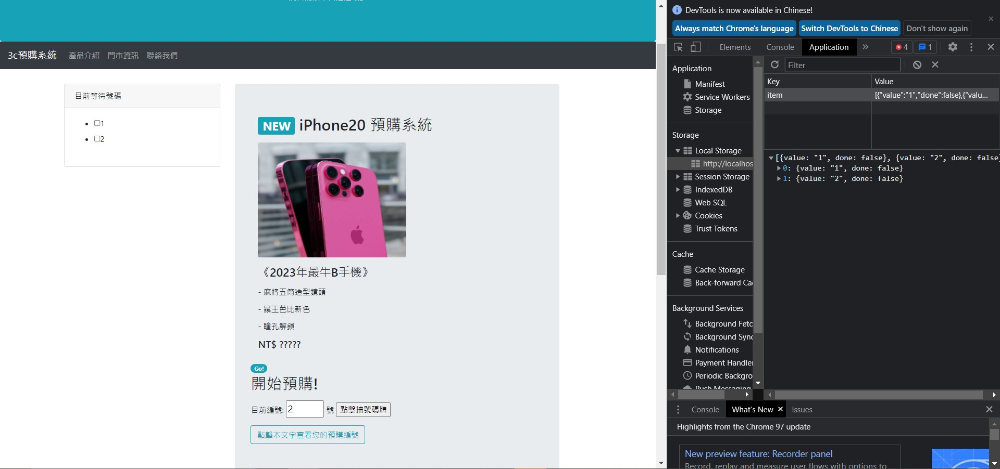 3c預購系統 產品介紹 門市資訊 聯絡我們
目前等待號碼
1
2
NEW iPhone20 預購系統
《2023年最牛B手機》
- 麻將五筒造型鏡頭
- 鼠王芭比新色
- 瞳孔解鎖
NT$ ?????
Go!
開始預購!
目前編號: 2 號 點擊抽號碼牌
點擊本文字查看您的預購編號
DevTools is now available in Chinese!
Always match Chrome's language Switch DevTools to Chinese Don't show again
Elements Console Application 4 1
Application
Manifest
Service Workers
Storage
Storage
Local Storage
http://localhos
Session Storage
IndexedDB
Web SQL
Cookies
Trust Tokens
Cache
Cache Storage
Back-forward Ca
Background Services
Background Fetc
Background Sync
Notifications
Payment Handler
Periodic Backgro
Push Messaging
Filter
Key Value
item [{"value":"1","done":false},{"valu...
[{value: "1", done: false}, {value: "2", done: false
0: {value: "1", done: false}
1: {value: "2", done: false}
Console What's New Issues
Highlights from the Chrome 97 update
New preview feature: Recorder panel
Record, replay and measure user flows with options to